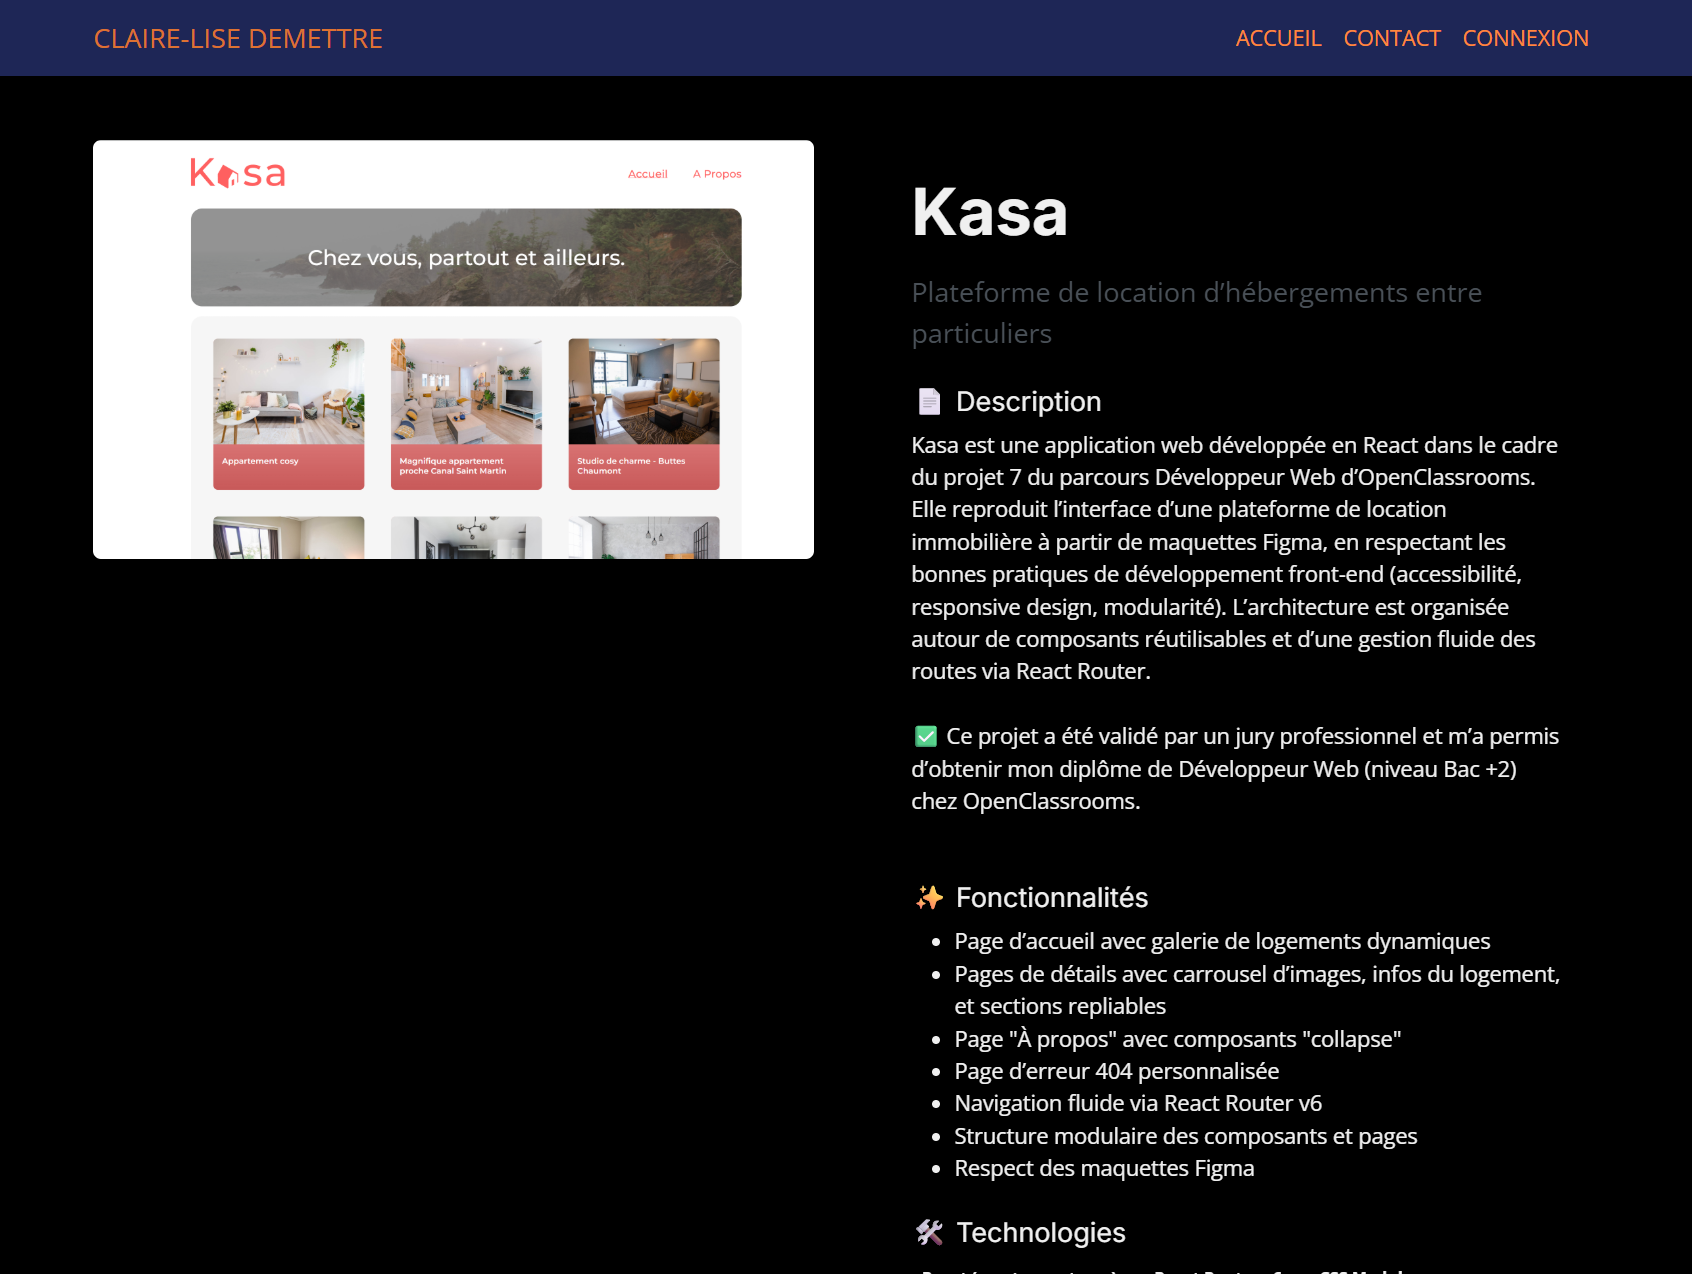 CLAIRE-LISE DEMETTRE
ACCUEIL CONTACT CONNEXION
Kasa
Accueil A Propos
Chez vous, partout et ailleurs.
Appartement cosy
Magnifique appartement
proche Canal Saint Martin
Studio de charme - Buttes
Chaumont
Kasa
Plateforme de location d’hébergements entre
particuliers
Description
Kasa est une application web développée en React dans le cadre
du projet 7 du parcours Développeur Web d’OpenClassrooms.
Elle reproduit l’interface d’une plateforme de location
immobilière à partir de maquettes Figma, en respectant les
bonnes pratiques de développement front-end (accessibilité,
responsive design, modularité). L’architecture est organisée
autour de composants réutilisables et d’une gestion fluide des
routes via React Router.
✅ Ce projet a été validé par un jury professionnel et m’a permis
d’obtenir mon diplôme de Développeur Web (niveau Bac +2)
chez OpenClassrooms.
✨ Fonctionnalités
• Page d’accueil avec galerie de logements dynamiques
• Pages de détails avec carrousel d’images, infos du logement,
et sections repliables
• Page "À propos" avec composants "collapse"
• Page d’erreur 404 personnalisée
• Navigation fluide via React Router v6
• Structure modulaire des composants et pages
• Respect des maquettes Figma
Technologies